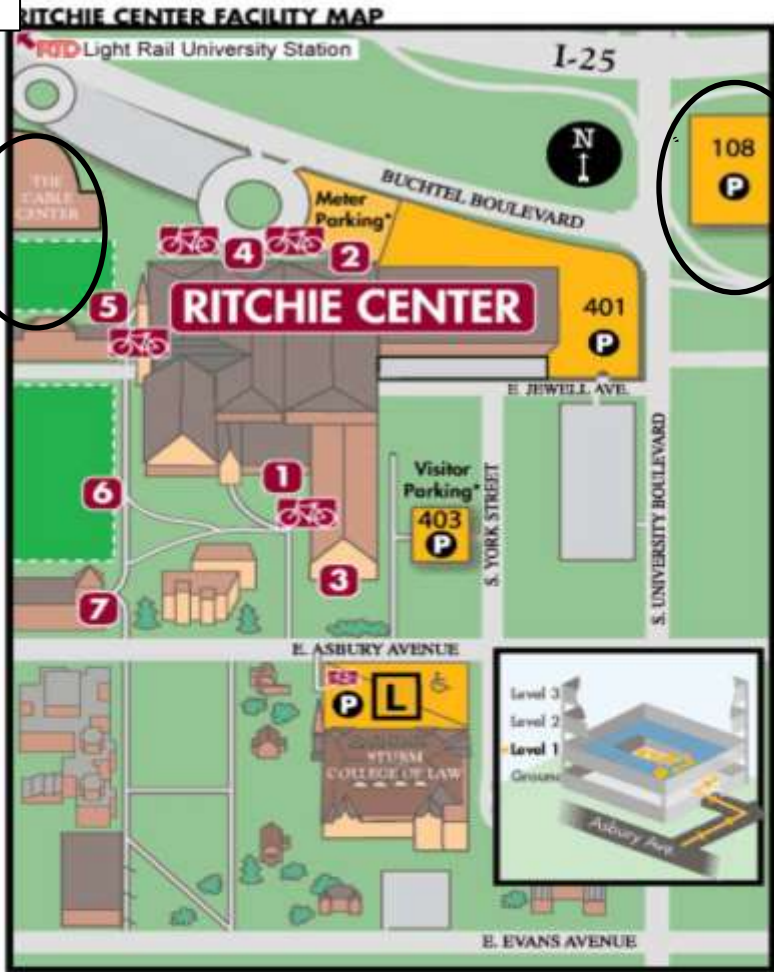 RITCHIE CENTER FACILITY MAP
RTD Light Rail University Station
I-25
N
108
P
THE
CABLE
CENTER
BUCHTEL BOULEVARD
Meter
Parking*
4
2
5
RITCHIE CENTER
401
P
E. JEWELL AVE.
1
Visitor
Parking*
403
P
S. YORK STREET
S. UNIVERSITY BOULEVARD
6
3
7
E. ASBURY AVENUE
P
L
STURM
COLLEGE OF LAW
Level 3
Level 2
Level 1
Ground
Asbury Ave
E. EVANS AVENUE